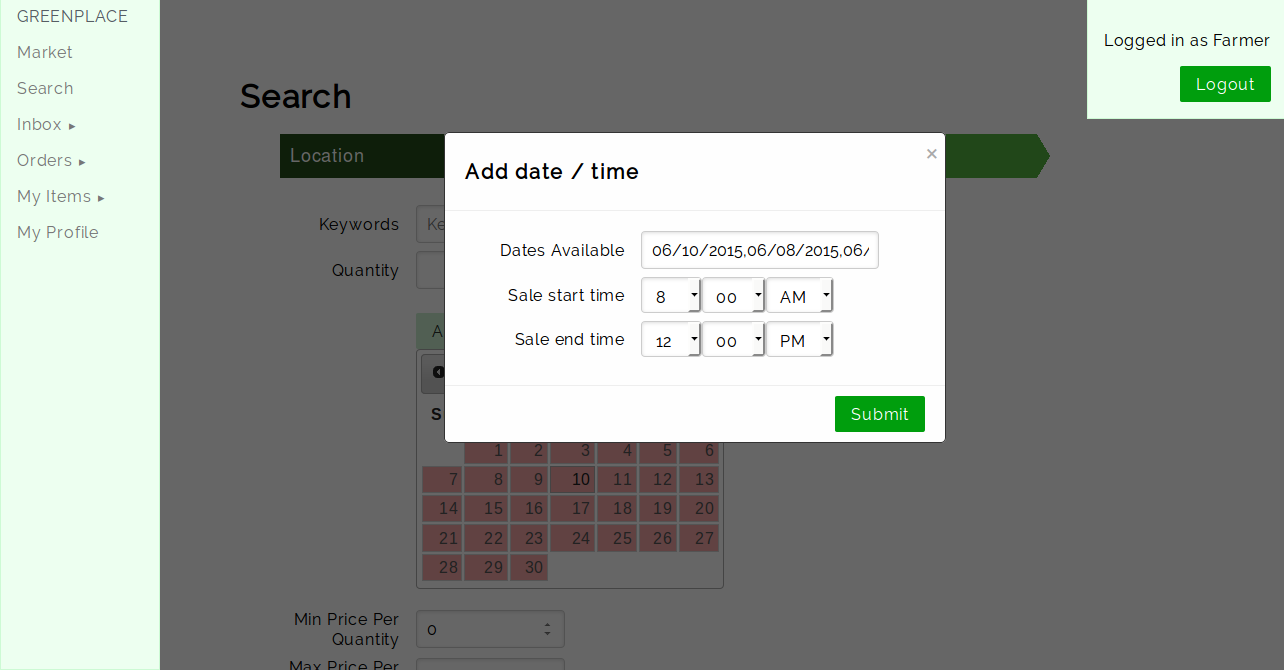 GREENPLACE
Market
Search
Inbox ▸
Orders ▸
My Items ▸
My Profile
Logged in as Farmer
Logout
Search
Location
Add date / time
×
Keywords
Quantity
Dates Available 06/10/2015,06/08/2015,06/
Sale start time 8 00 AM
Sale end time 12 00 PM
Submit
S
1 2 3 4 5 6
7 8 9 10 11 12 13
14 15 16 17 18 19 20
21 22 23 24 25 26 27
28 29 30
Min Price Per
Quantity
0
Max Price Per